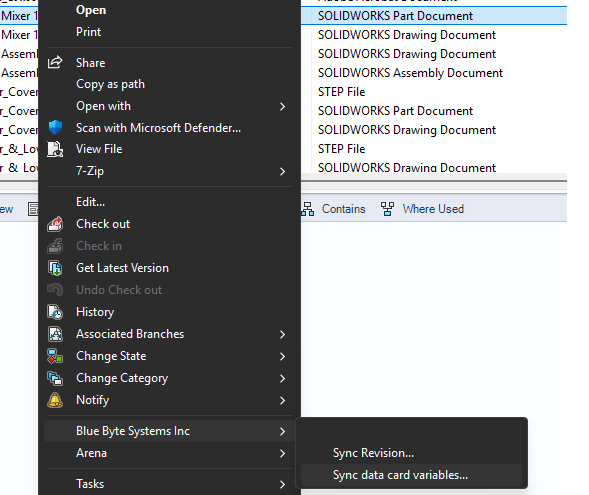 Open
Mixer 1 SOLIDWORKS Part Document
Print
Mixer 1 SOLIDWORKS Drawing Document
Assembl SOLIDWORKS Drawing Document
Share
Assembl SOLIDWORKS Assembly Document
Copy as path
r_Cover STEP File
Open with
r_Cover SOLIDWORKS Part Document
Scan with Microsoft Defender...
r_Cover SOLIDWORKS Drawing Document
View File
r_&_Low STEP File
7-Zip
r_&_Low SOLIDWORKS Drawing Document
Edit...
ew Contains Where Used
Check out
Check in
Get Latest Version
Undo Check out
History
Associated Branches
Change State
Change Category
Notify
Blue Byte Systems Inc
Arena
Sync Revision...
Sync data card variables...
Tasks